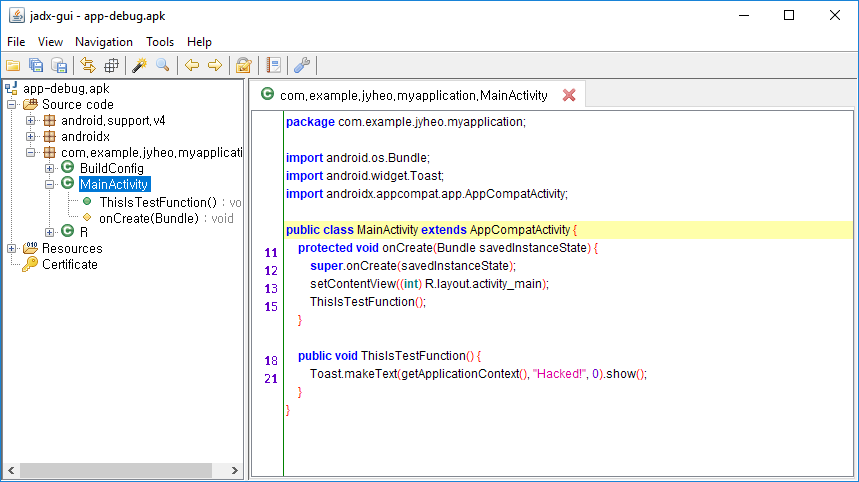 jadx-gui - app-debug.apk
File View Navigation Tools Help
app-debug.apk
Source code
android.support.v4
androidx
com.example.jyheo.myapplicati
BuildConfig
MainActivity
ThisIsTestFunction() : vo
onCreate(Bundle) : void
R
Resources
Certificate
com.example.jyheo.myapplication.MainActivity
package com.example.jyheo.myapplication;
import android.os.Bundle;
import android.widget.Toast;
import androidx.appcompat.app.AppCompatActivity;
public class MainActivity extends AppCompatActivity {
11 protected void onCreate(Bundle savedInstanceState) {
12 super.onCreate(savedInstanceState);
13 setContentView((int) R.layout.activity_main);
15 ThisIsTestFunction();
}
18 public void ThisIsTestFunction() {
21 Toast.makeText(getApplicationContext(), "Hacked!", 0).show();
}
}